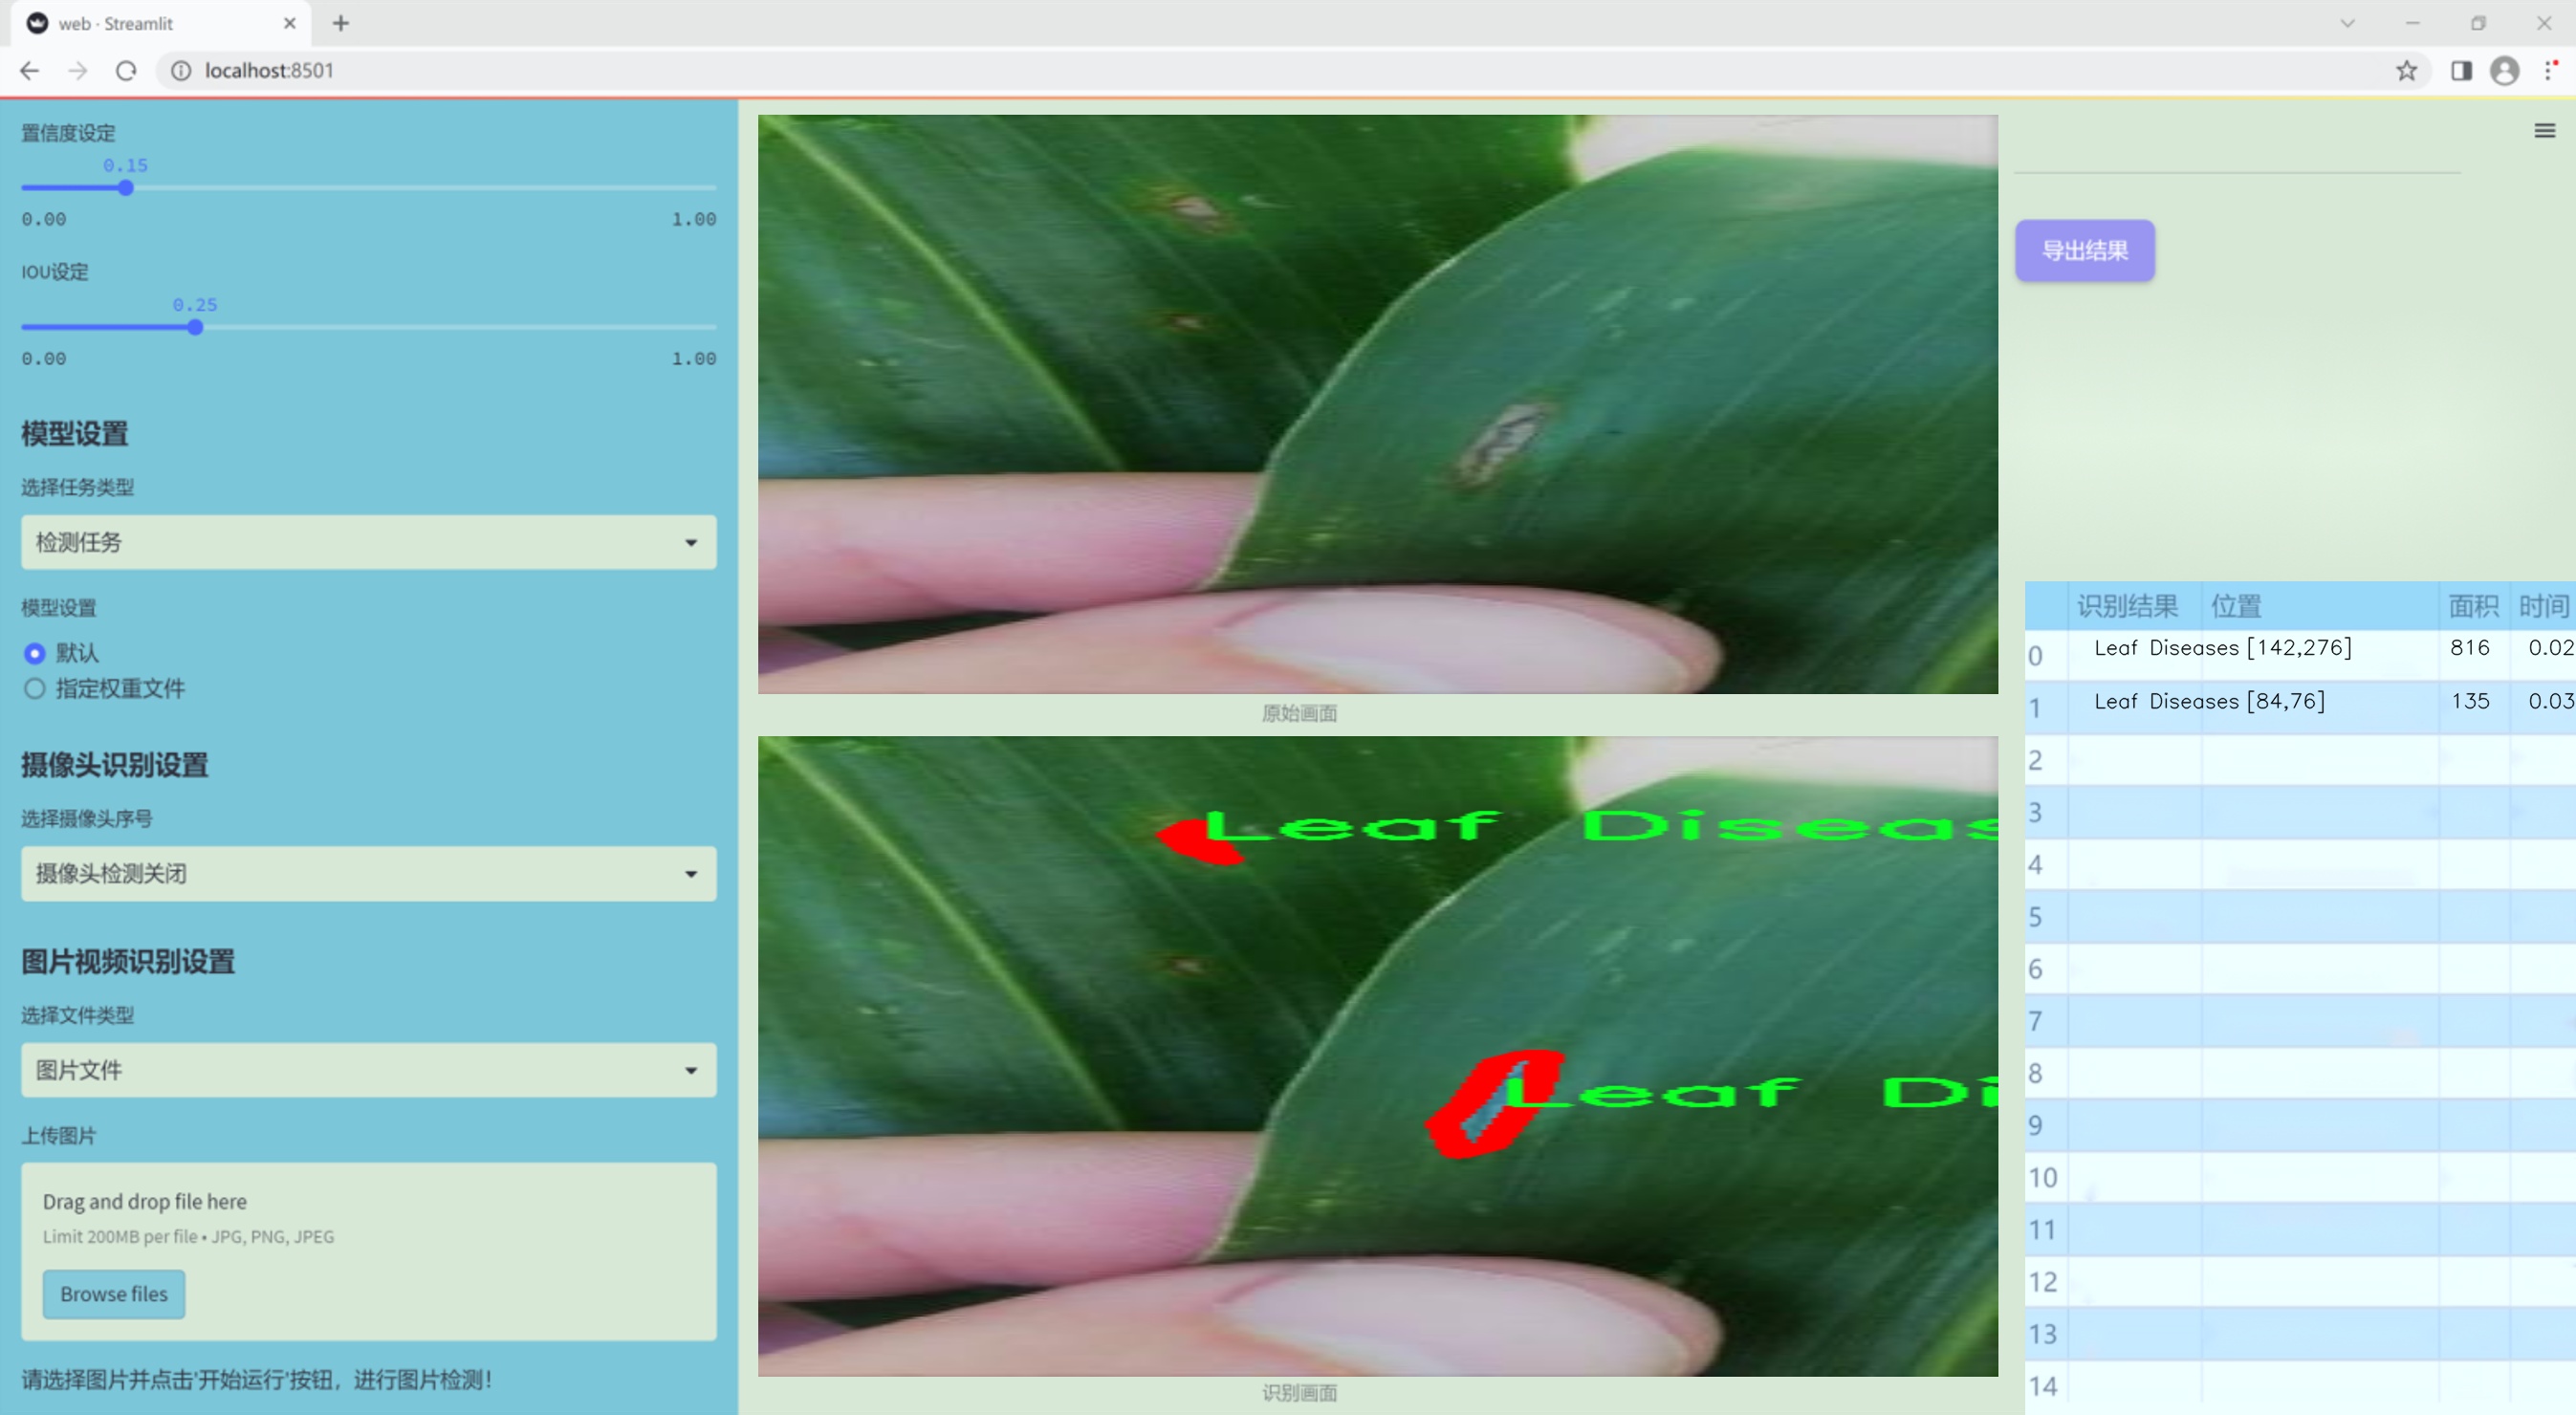 web · Streamlit
localhost:8501
置信度设定
0.15
0.00 1.00
IOU设定
0.25
0.00 1.00
模型设置
选择任务类型
检测任务
模型设置
默认
指定权重文件
摄像头识别设置
选择摄像头序号
摄像头检测关闭
图片视频识别设置
选择文件类型
图片文件
上传图片
Drag and drop file here
Limit 200MB per file • JPG, PNG, JPEG
Browse files
请选择图片并点击'开始运行'按钮，进行图片检测！
原始画面
Leaf Diseas
Leaf Di
识别画面
导出结果
识别结果 位置 面积 时间
0 Leaf Diseases [142,276] 816 0.02
1 Leaf Diseases [84,76] 135 0.03
2
3
4
5
6
7
8
9
10
11
12
13
14